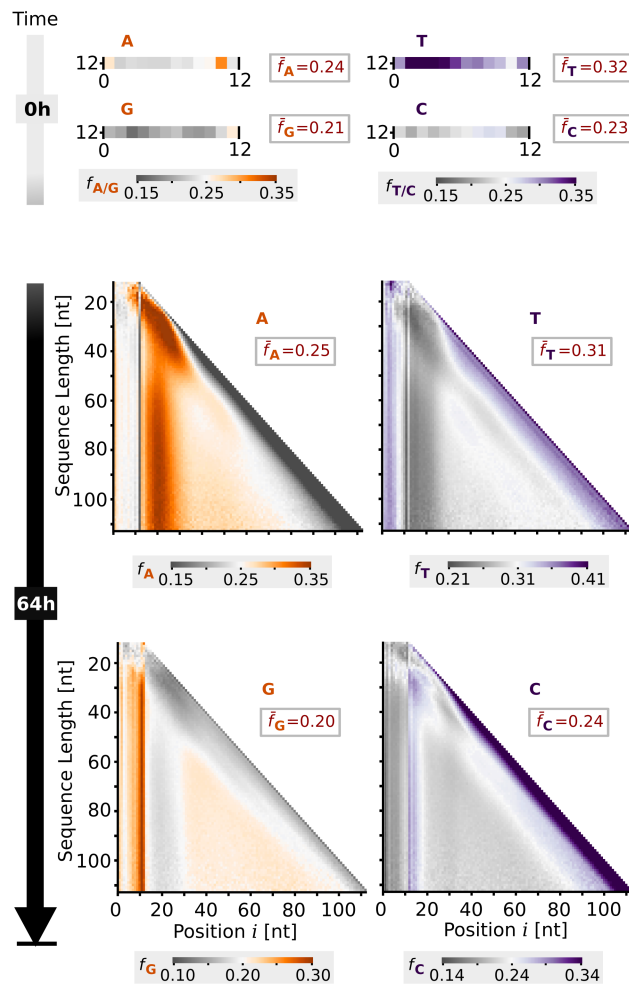 Time
0h
A
12
0 12
f̄A=0.24
T
12
0 12
f̄T=0.32
G
12
0 12
f̄G=0.21
C
12
0 12
f̄C=0.23
fA/G 0.15 0.25 0.35
fT/C 0.15 0.25 0.35
64h
Sequence Length [nt]
20
40
60
80
100
A
f̄A=0.25
T
f̄T=0.31
fA 0.15 0.25 0.35
fT 0.21 0.31 0.41
Sequence Length [nt]
20
40
60
80
100
G
f̄G=0.20
C
f̄C=0.24
0 20 40 60 80 100
Position i [nt]
0 20 40 60 80 100
Position i [nt]
fG 0.10 0.20 0.30
fC 0.14 0.24 0.34